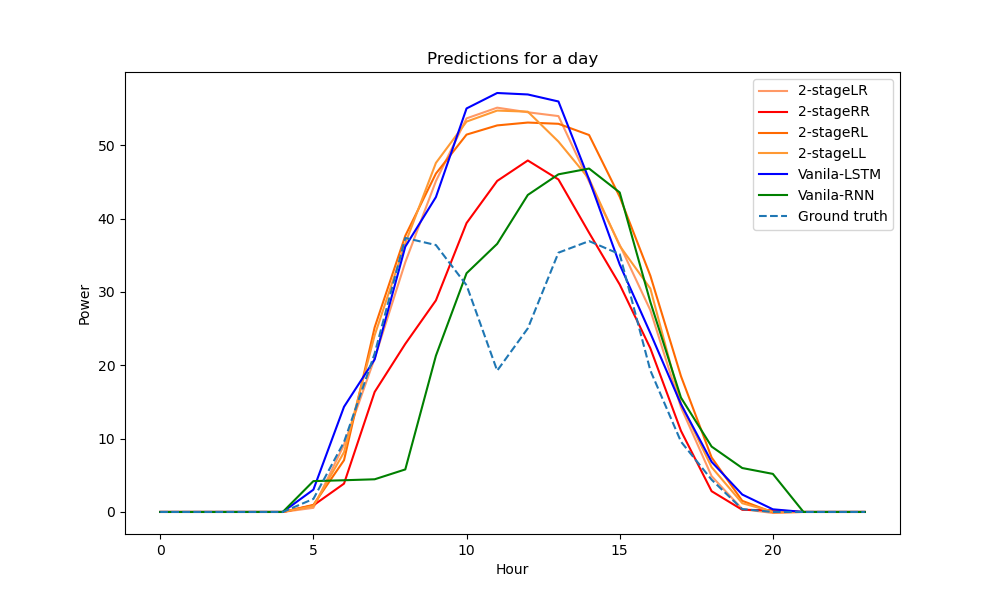 Predictions for a day
2-stageLR
2-stageRR
2-stageRL
2-stageLL
Vanila-LSTM
Vanila-RNN
Ground truth
Power
50
40
30
20
10
0
0 5 10 15 20
Hour